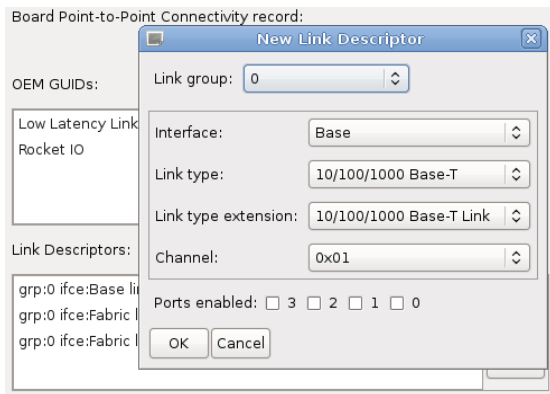 Board Point-to-Point Connectivity record:
New Link Descriptor
Link group: 0
OEM GUIDs:
Low Latency Link
Rocket IO
Interface: Base
Link type: 10/100/1000 Base-T
Link type extension: 10/100/1000 Base-T Link
Channel: 0x01
Link Descriptors:
grp:0 ifce:Base
grp:0 ifce:Fabric
grp:0 ifce:Fabric
Ports enabled: 3 2 1 0
OK Cancel